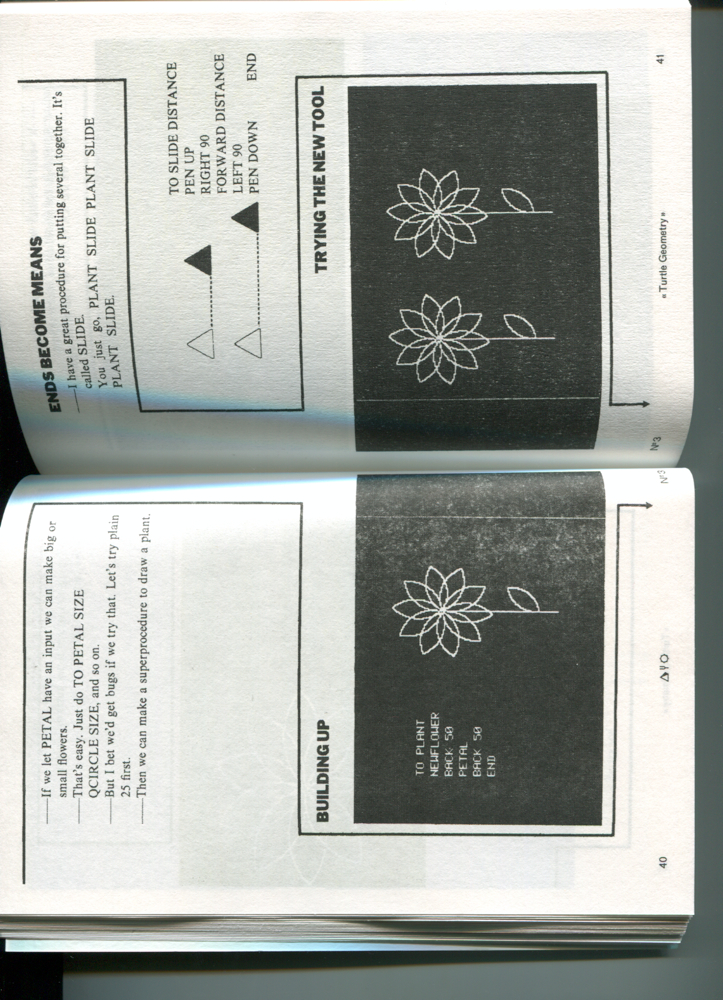 ——If we let PETAL have an input we can make big or
small flowers.
——That's easy. Just do TO PETAL SIZE
QCIRCLE SIZE, and so on.
——But I bet we'd get bugs if we try that. Let's try plain
25 first.
——Then we can make a superprocedure to draw a plant.
BUILDING UP
TO PLANT
NEWFLOWER
BACK 50
PETAL
BACK 50
END
40
Nº3
ENDS BECOME MEANS
——I have a great procedure for putting several together. It's
called SLIDE.
You just go, PLANT SLIDE PLANT SLIDE
PLANT SLIDE.
TO SLIDE DISTANCE
PEN UP
RIGHT 90
FORWARD DISTANCE
LEFT 90
PEN DOWN END
TRYING THE NEW TOOL
Nº3
« Turtle Geometry »
41